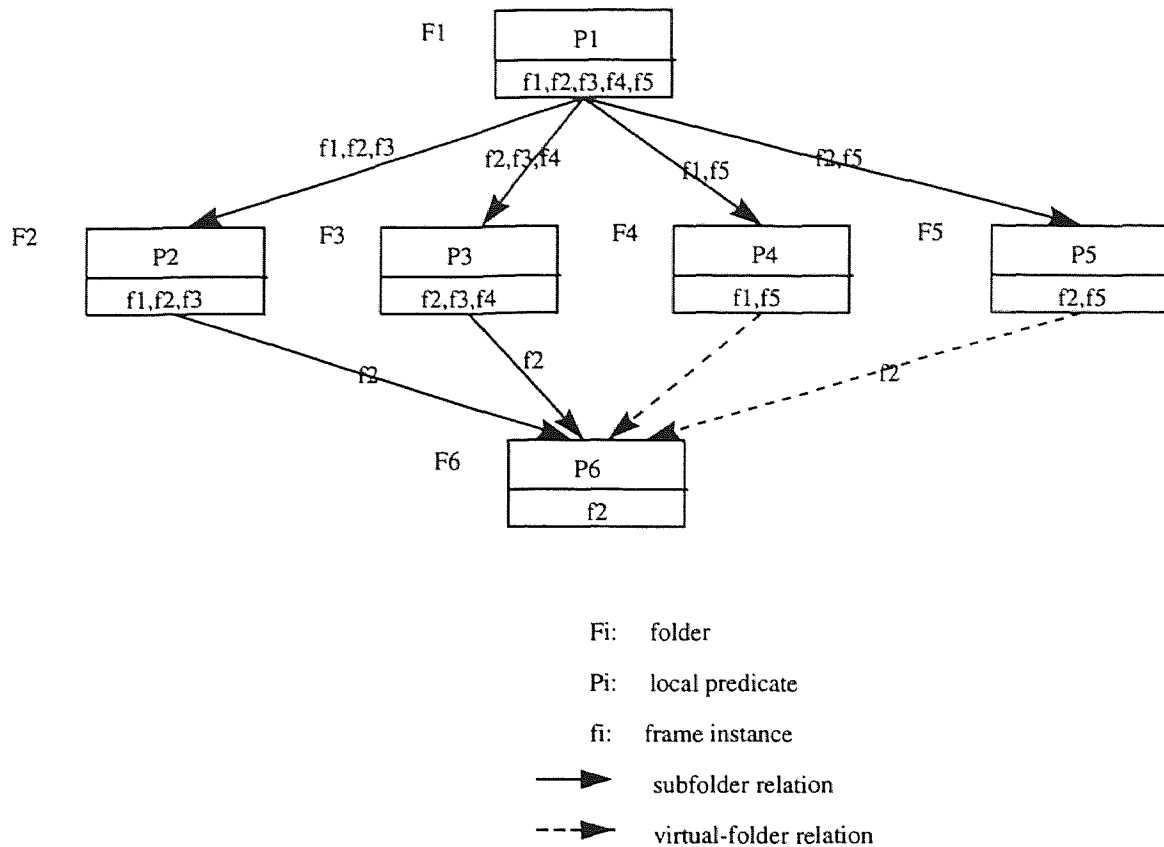 F1
P1
f1,f2,f3,f4,f5
f1,f2,f3
f2,f3,f4
f1,f5
f2,f5
F2
P2
f1,f2,f3
F3
P3
f2,f3,f4
F4
P4
f1,f5
F5
P5
f2,f5
f2
f2
f2
F6
P6
f2
Fi: folder
Pi: local predicate
fi: frame instance
subfolder relation
virtual-folder relation